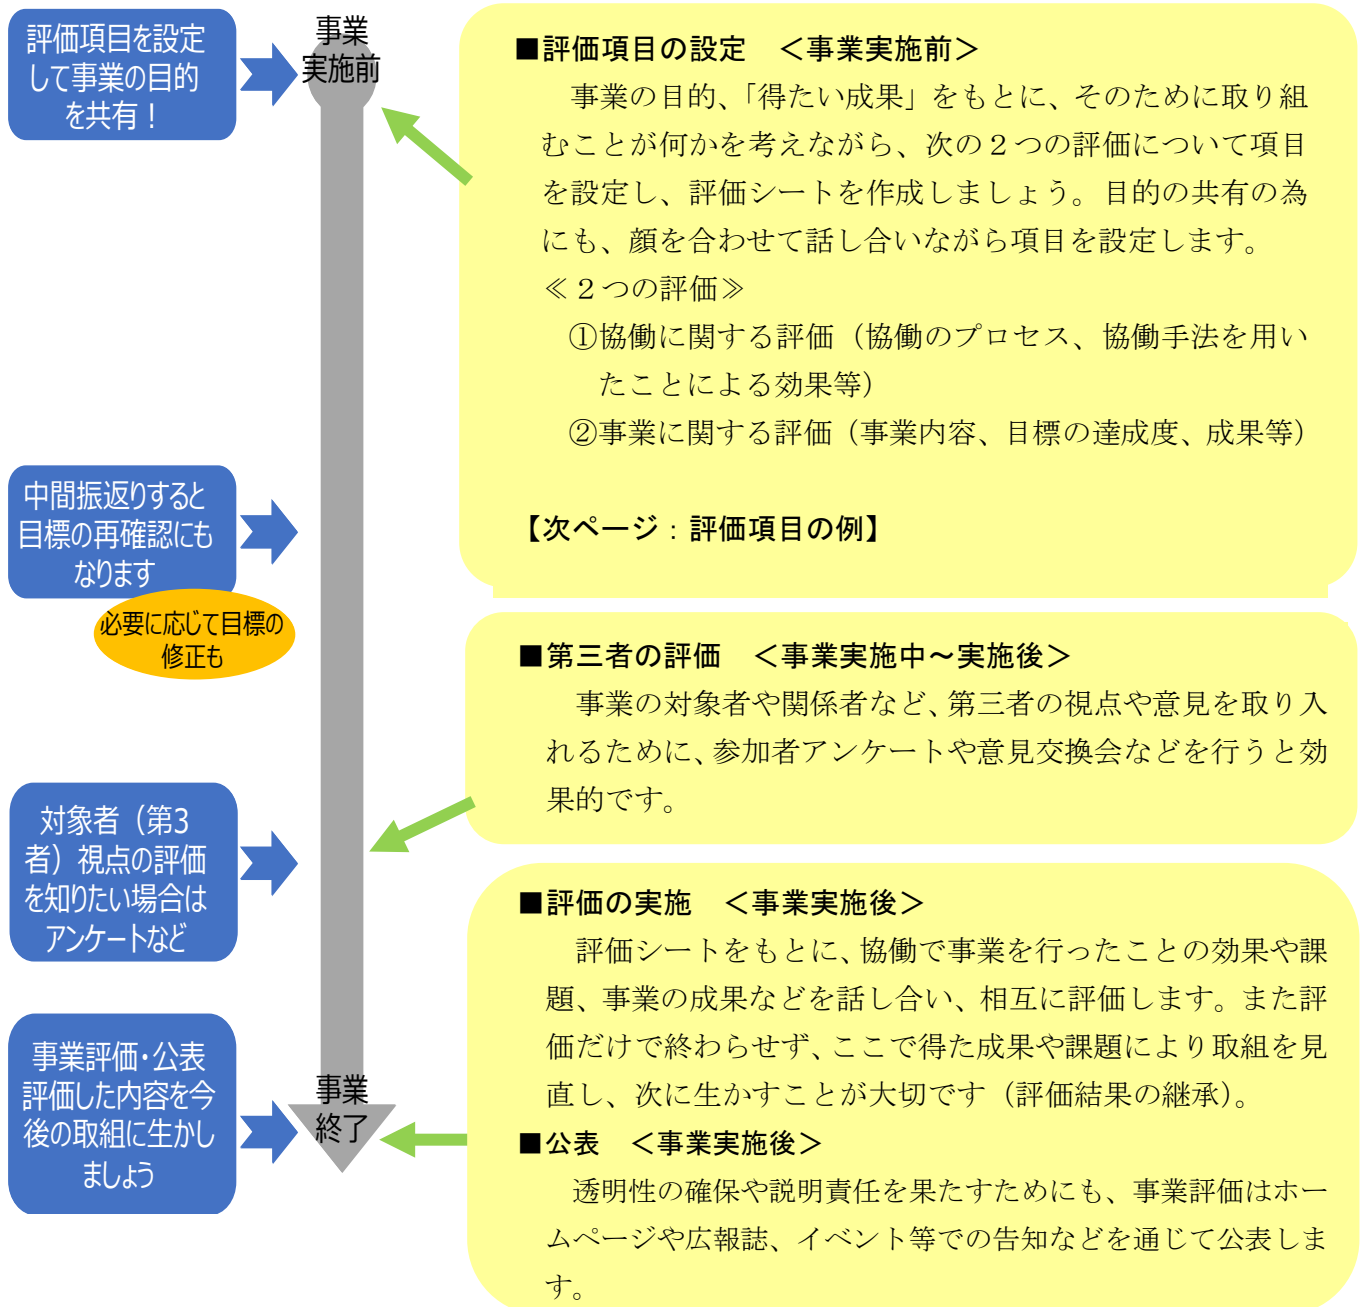 評価項目を設定
して事業の目的
を共有！
事業
実施前
■評価項目の設定　＜事業実施前＞
事業の目的、「得たい成果」をもとに、そのために取り組
むことが何かを考えながら、次の２つの評価について項目
を設定し、評価シートを作成しましょう。目的の共有の為
にも、顔を合わせて話し合いながら項目を設定します。
≪２つの評価≫
①協働に関する評価（協働のプロセス、協働手法を用い
たことによる効果等）
②事業に関する評価（事業内容、目標の達成度、成果等）
【次ページ：評価項目の例】
中間振返りすると
目標の再確認にも
なります
必要に応じて目標の
修正も
■第三者の評価　＜事業実施中～実施後＞
事業の対象者や関係者など、第三者の視点や意見を取り入
れるために、参加者アンケートや意見交換会などを行うと効
果的です。
対象者（第3
者）視点の評価
を知りたい場合は
アンケートなど
■評価の実施　＜事業実施後＞
評価シートをもとに、協働で事業を行ったことの効果や課
題、事業の成果などを話し合い、相互に評価します。また評
価だけで終わらせず、ここで得た成果や課題により取組を見
直し、次に生かすことが大切です（評価結果の継承）。
■公表　＜事業実施後＞
透明性の確保や説明責任を果たすためにも、事業評価はホー
ムページや広報誌、イベント等での告知などを通じて公表しま
す。
事業評価・公表
評価した内容を今
後の取組に生かし
ましょう
事業
終了